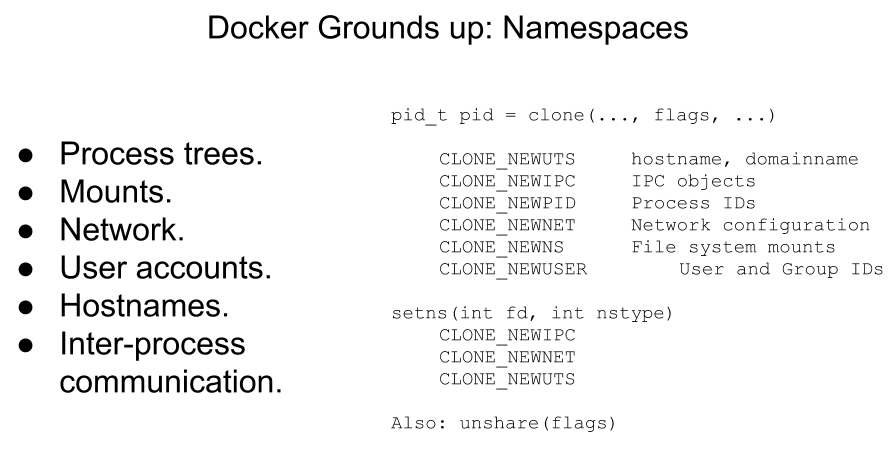 Docker Grounds up: Namespaces
● Process trees.
● Mounts.
● Network.
● User accounts.
● Hostnames.
● Inter-process
communication.
pid_t pid = clone(..., flags, ...)
CLONE_NEWUTS hostname, domainname
CLONE_NEWIPC IPC objects
CLONE_NEWPID Process IDs
CLONE_NEWNET Network configuration
CLONE_NEWNS File system mounts
CLONE_NEWUSER User and Group IDs
setns(int fd, int nstype)
CLONE_NEWIPC
CLONE_NEWNET
CLONE_NEWUTS
Also: unshare(flags)